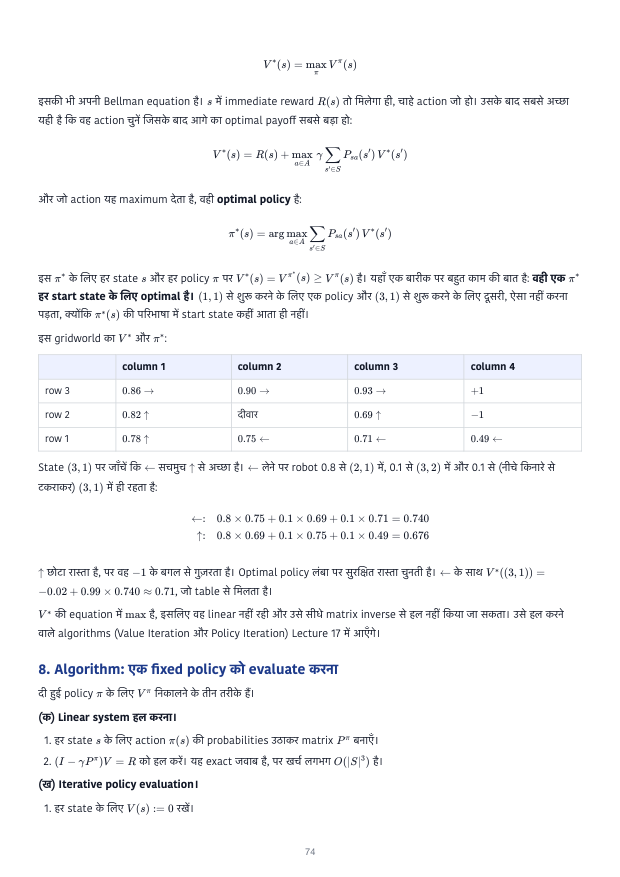 V*(s) = max_π V^π(s)
इसकी भी अपनी Bellman equation है। s में immediate reward R(s) तो मिलेगा ही, चाहे action जो हो। उसके बाद सबसे अच्छा
यही है कि वह action चुनें जिसके बाद आगे का optimal payoff सबसे बड़ा हो:
V*(s) = R(s) + max_{a∈A} γ ∑_{s'∈S} P_{sa}(s') V*(s')
और जो action यह maximum देता है, वही optimal policy है:
π*(s) = arg max_{a∈A} ∑_{s'∈S} P_{sa}(s') V*(s')
इस π* के लिए हर state s और हर policy π पर V*(s) = V^{π*}(s) ≥ V^π(s) है। यहाँ एक बारीक पर बहुत काम की बात है: वही एक π*
हर start state के लिए optimal है। (1, 1) से शुरू करने के लिए एक policy और (3, 1) से शुरू करने के लिए दूसरी, ऐसा नहीं करना
पड़ता, क्योंकि π*(s) की परिभाषा में start state कहीं आता ही नहीं।
इस gridworld का V* और π*:
column 1 column 2 column 3 column 4
row 3 0.86 → 0.90 → 0.93 → +1
row 2 0.82 ↑ दीवार 0.69 ↑ −1
row 1 0.78 ↑ 0.75 ← 0.71 ← 0.49 ←
State (3, 1) पर जाँचें कि ← सचमुच ↑ से अच्छा है। ← लेने पर robot 0.8 से (2, 1) में, 0.1 से (3, 2) में और 0.1 से (नीचे किनारे से
टकराकर) (3, 1) में ही रहता है:
←: 0.8 × 0.75 + 0.1 × 0.69 + 0.1 × 0.71 = 0.740
↑: 0.8 × 0.69 + 0.1 × 0.75 + 0.1 × 0.49 = 0.676
↑ छोटा रास्ता है, पर वह −1 के बगल से गुज़रता है। Optimal policy लंबा पर सुरक्षित रास्ता चुनती है। ← के साथ V*((3, 1)) =
−0.02 + 0.99 × 0.740 ≈ 0.71, जो table से मिलता है।
V* की equation में max है, इसलिए वह linear नहीं रही और उसे सीधे matrix inverse से हल नहीं किया जा सकता। उसे हल करने
वाले algorithms (Value Iteration और Policy Iteration) Lecture 17 में आएँगे।
8. Algorithm: एक fixed policy को evaluate करना
दी हुई policy π के लिए V^π निकालने के तीन तरीके हैं।
(क) Linear system हल करना।
1. हर state s के लिए action π(s) की probabilities उठाकर matrix P^π बनाएँ।
2. (I − γP^π)V = R को हल करें। यह exact जवाब है, पर खर्च लगभग O(|S|³) है।
(ख) Iterative policy evaluation।
1. हर state के लिए V(s) := 0 रखें।
74